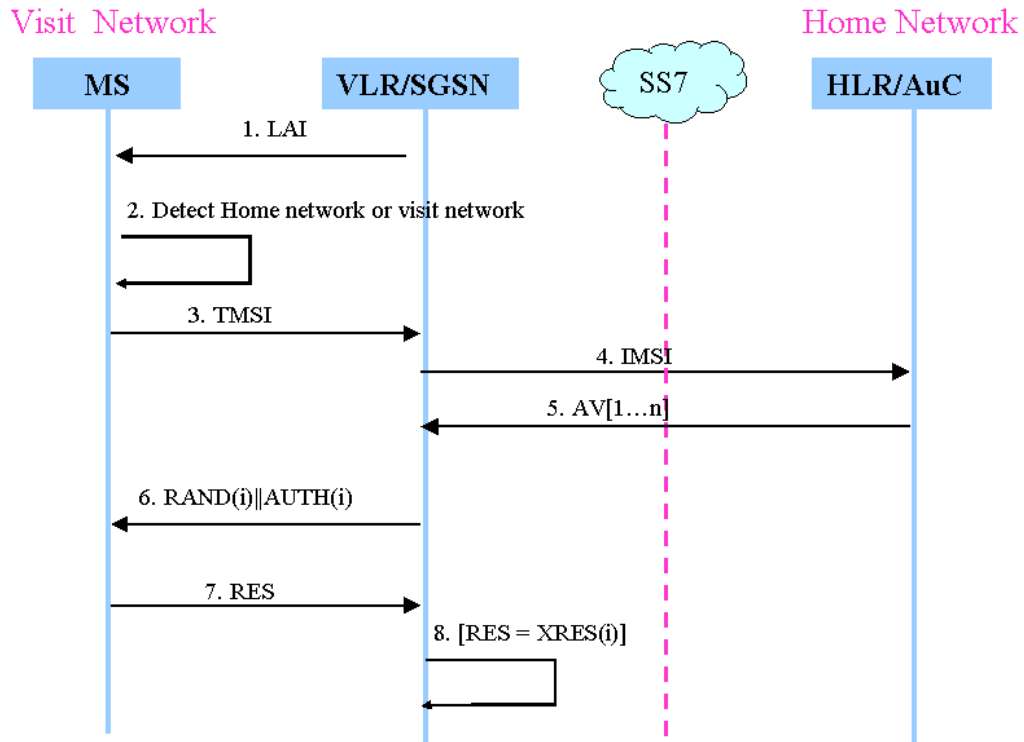 Visit Network
Home Network
MS
VLR/SGSN
SS7
HLR/AuC
1. LAI
2. Detect Home network or visit network
3. TMSI
4. IMSI
5. AV[1…n]
6. RAND(i)||AUTH(i)
7. RES
8. [RES = XRES(i)]